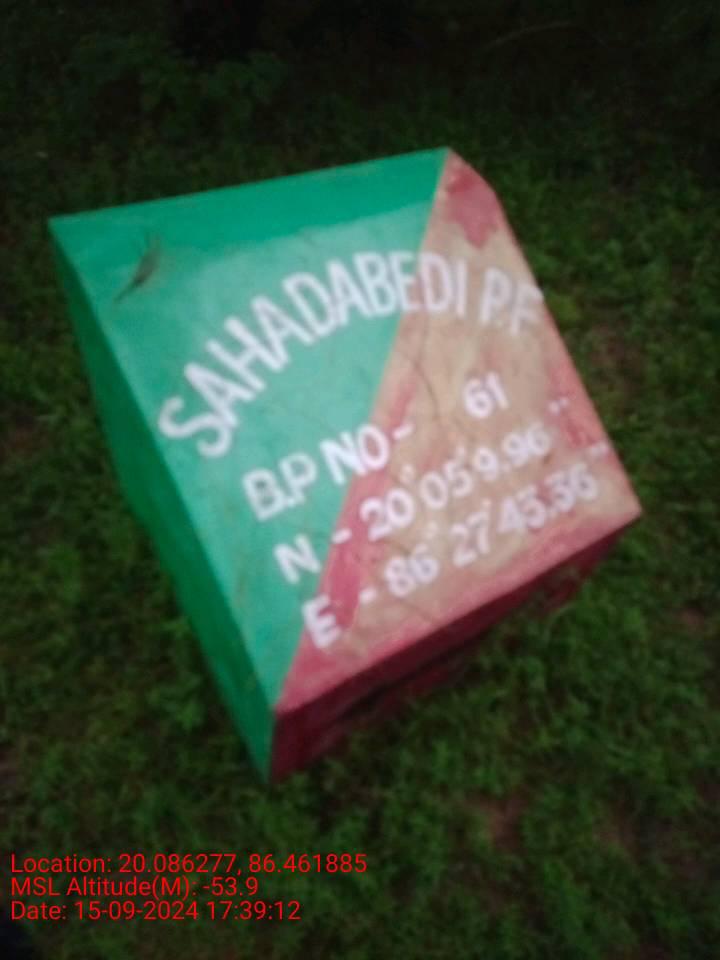 SAHADABEDI P.F
B.P NO- 61
N - 20°05'9.96"
E - 86°27'43.36"
Location: 20.086277, 86.461885
MSL Altitude(M): -53.9
Date: 15-09-2024 17:39:12